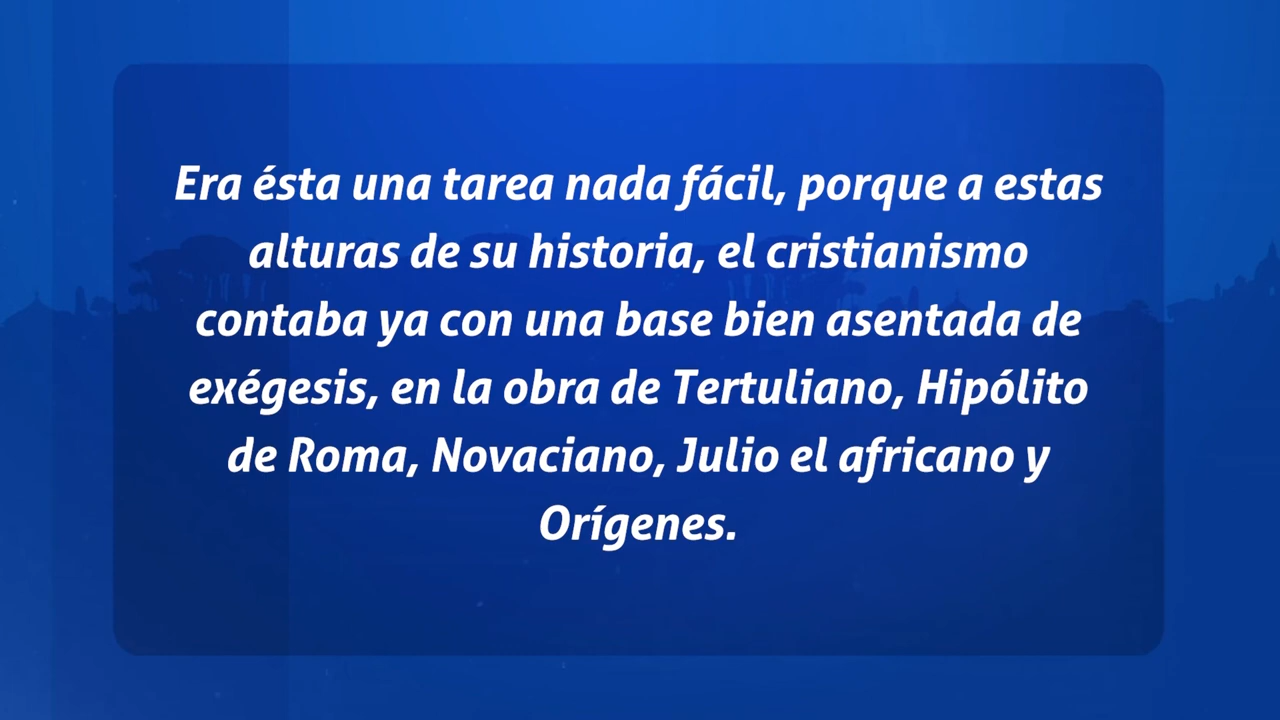 Era ésta una tarea nada fácil, porque a estas
alturas de su historia, el cristianismo
contaba ya con una base bien asentada de
exégesis, en la obra de Tertuliano, Hipólito
de Roma, Novaciano, Julio el africano y
Orígenes.